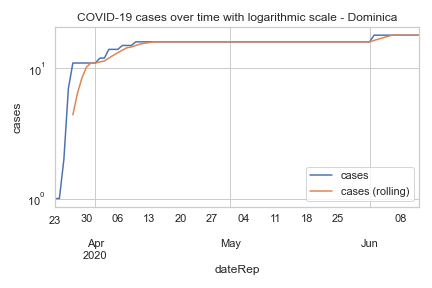 COVID-19 cases over time with logarithmic scale - Dominica
cases
10¹
10⁰
cases
cases (rolling)
23 30 06 13 20 27 04 11 18 25 08
Apr May Jun
2020
dateRep